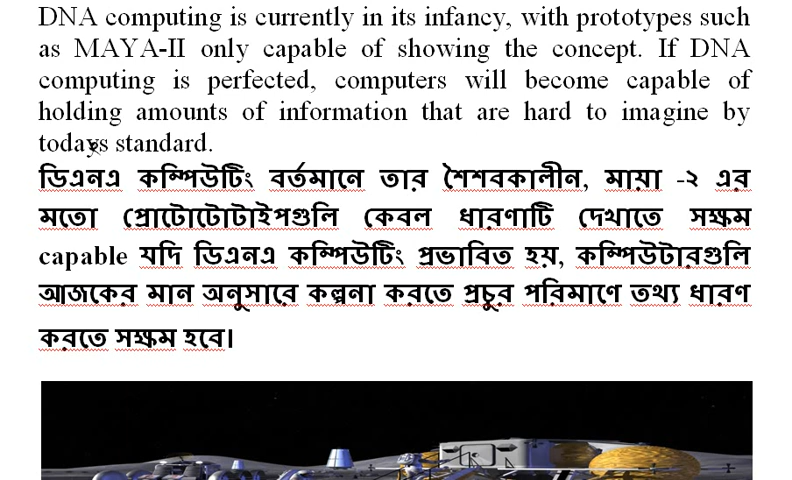 DNA computing is currently in its infancy, with prototypes such
as MAYA-II only capable of showing the concept. If DNA
computing is perfected, computers will become capable of
holding amounts of information that are hard to imagine by
todays standard.
ডিএনএ কম্পিউটিং বর্তমানে তার শৈশবকালীন, মায়া -২ এর
মতো প্রোটোটোটাইপগুলি কেবল ধারণাটি দেখাতে সক্ষম
capable যদি ডিএনএ কম্পিউটিং প্রভাবিত হয়, কম্পিউটারগুলি
আজকের মান অনুসারে কল্পনা করতে প্রচুর পরিমাণে তথ্য ধারণ
করতে সক্ষম হবে।